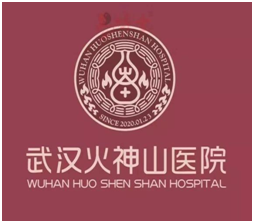 WUHAN HUOSHENSHAN HOSPITAL
SINCE 2020.01.23
武汉火神山医院
WUHAN HUO SHEN SHAN HOSPITAL